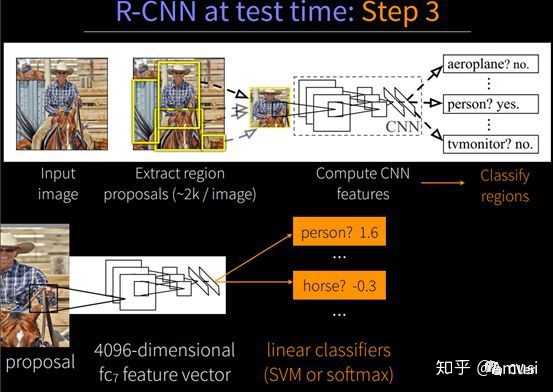 R-CNN at test time: Step 3
aeroplane? no.
⋮
person? yes.
⋮
tvmonitor? no.
CNN
Input
image
Extract region
proposals (~2k / image)
Compute CNN
features
Classify
regions
person? 1.6
...
horse? -0.3
...
proposal
4096-dimensional
fc₇ feature vector
linear classifiers
(SVM or softmax)
知乎